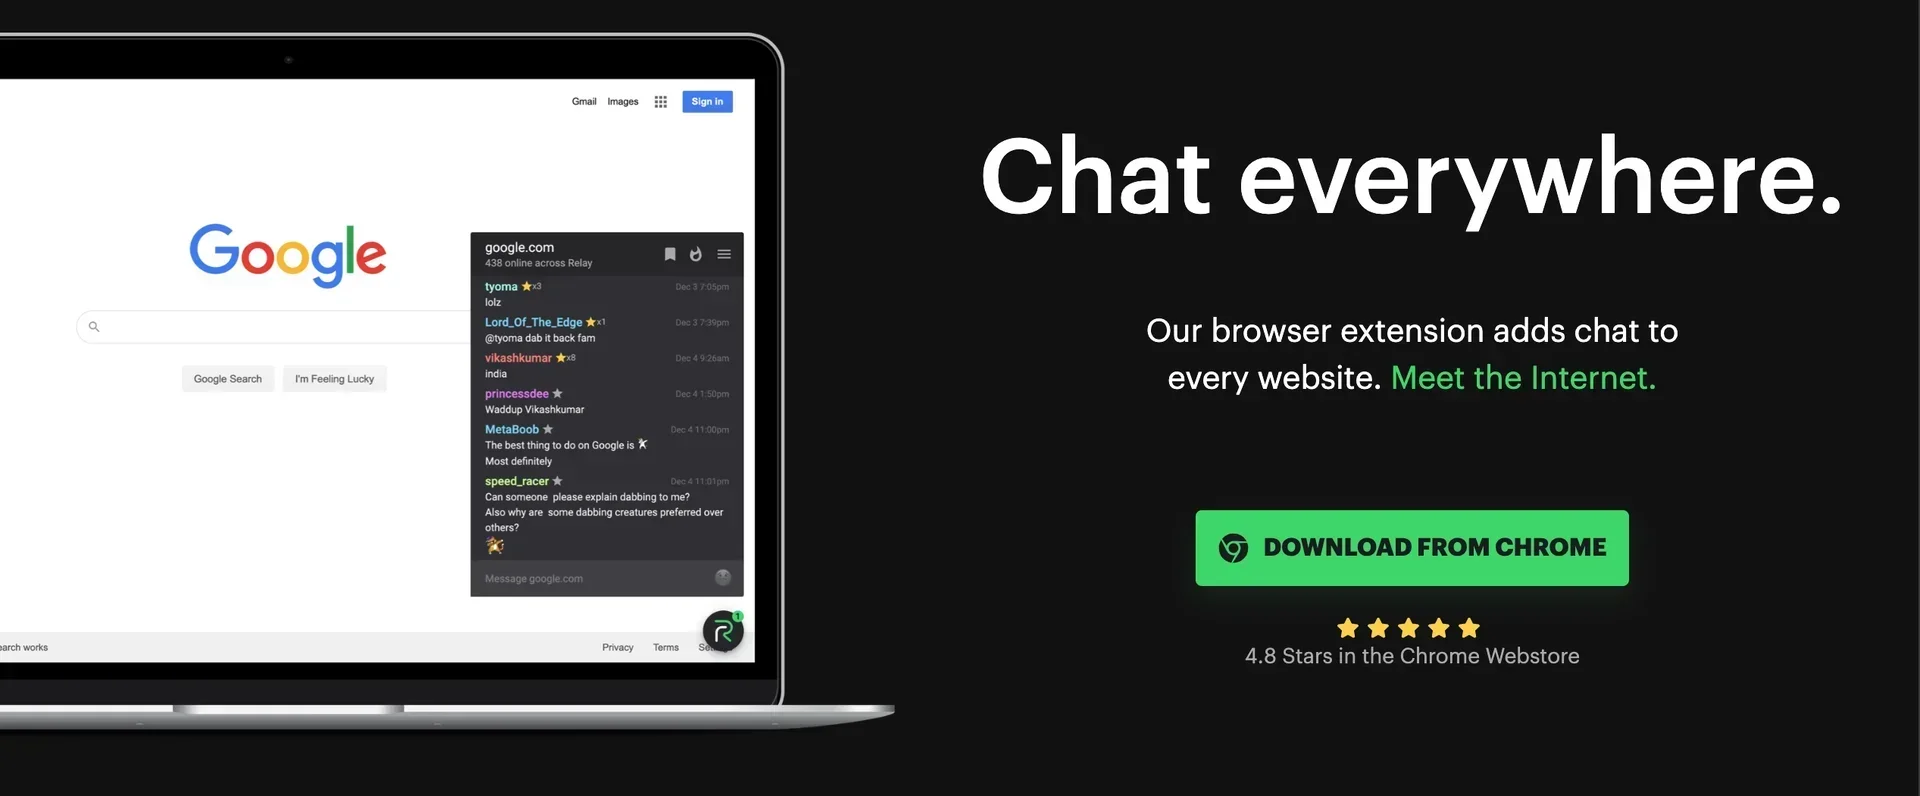 Gmail Images Sign in
Google
google.com
438 online across Relay
tyoma x3 Dec 3 7:05pm
lolz
Lord_Of_The_Edge x1 Dec 3 7:39pm
@tyoma dab it back fam
vikashkumar x8 Dec 4 9:26am
india
princessdee Dec 4 1:50pm
Waddup Vikashkumar
MetaBoob Dec 4 11:00pm
The best thing to do on Google is
Most definitely
speed_racer Dec 4 11:01pm
Can someone please explain dabbing to me?
Also why are some dabbing creatures preferred over
others?
Message google.com
Google Search I'm Feeling Lucky
1
earch works Privacy Terms
Chat everywhere.
Our browser extension adds chat to
every website. Meet the Internet.
DOWNLOAD FROM CHROME
4.8 Stars in the Chrome Webstore